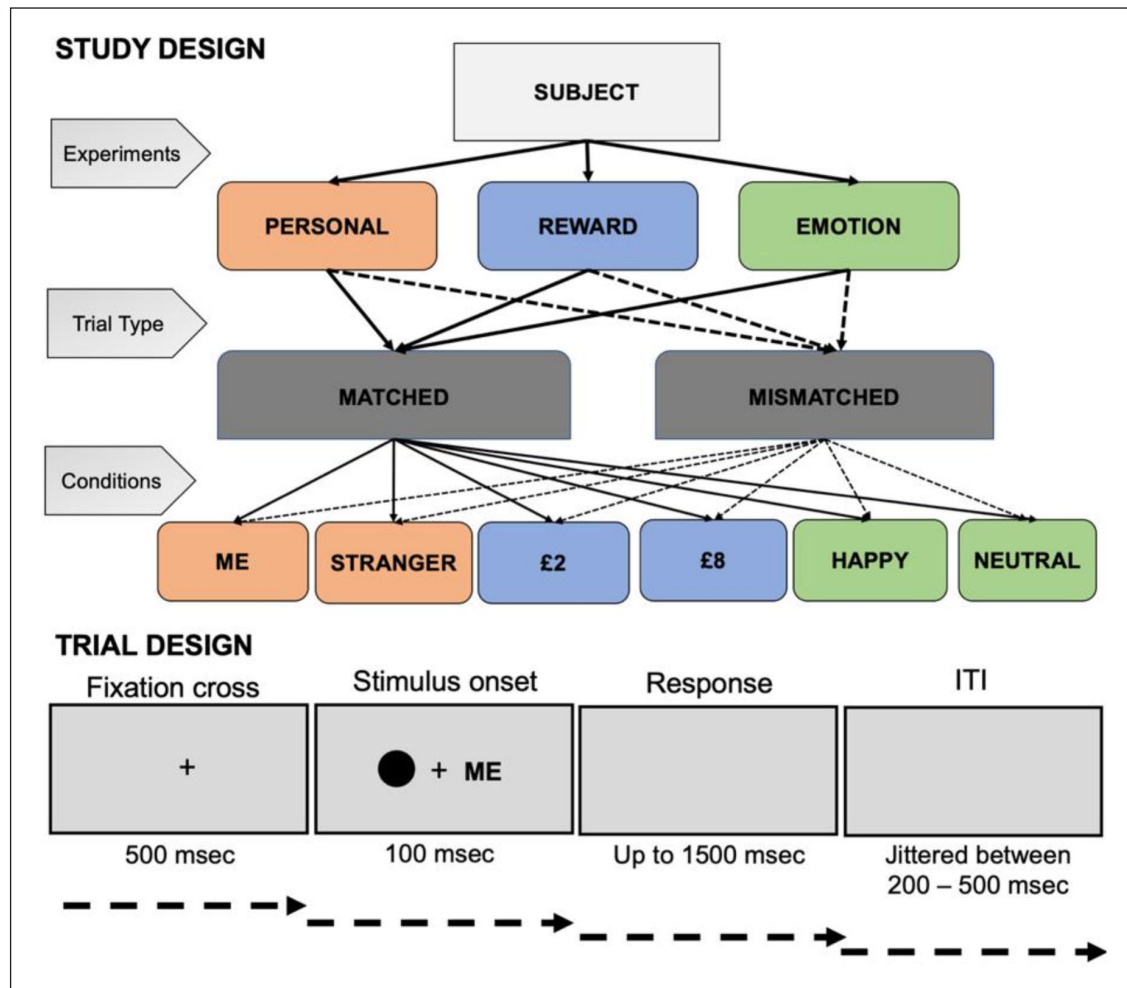 STUDY DESIGN
SUBJECT
Experiments
PERSONAL
REWARD
EMOTION
Trial Type
MATCHED
MISMATCHED
Conditions
ME
STRANGER
£2
£8
HAPPY
NEUTRAL
TRIAL DESIGN
Fixation cross
Stimulus onset
Response
ITI
+
+ ME
500 msec
100 msec
Up to 1500 msec
Jittered between
200 – 500 msec